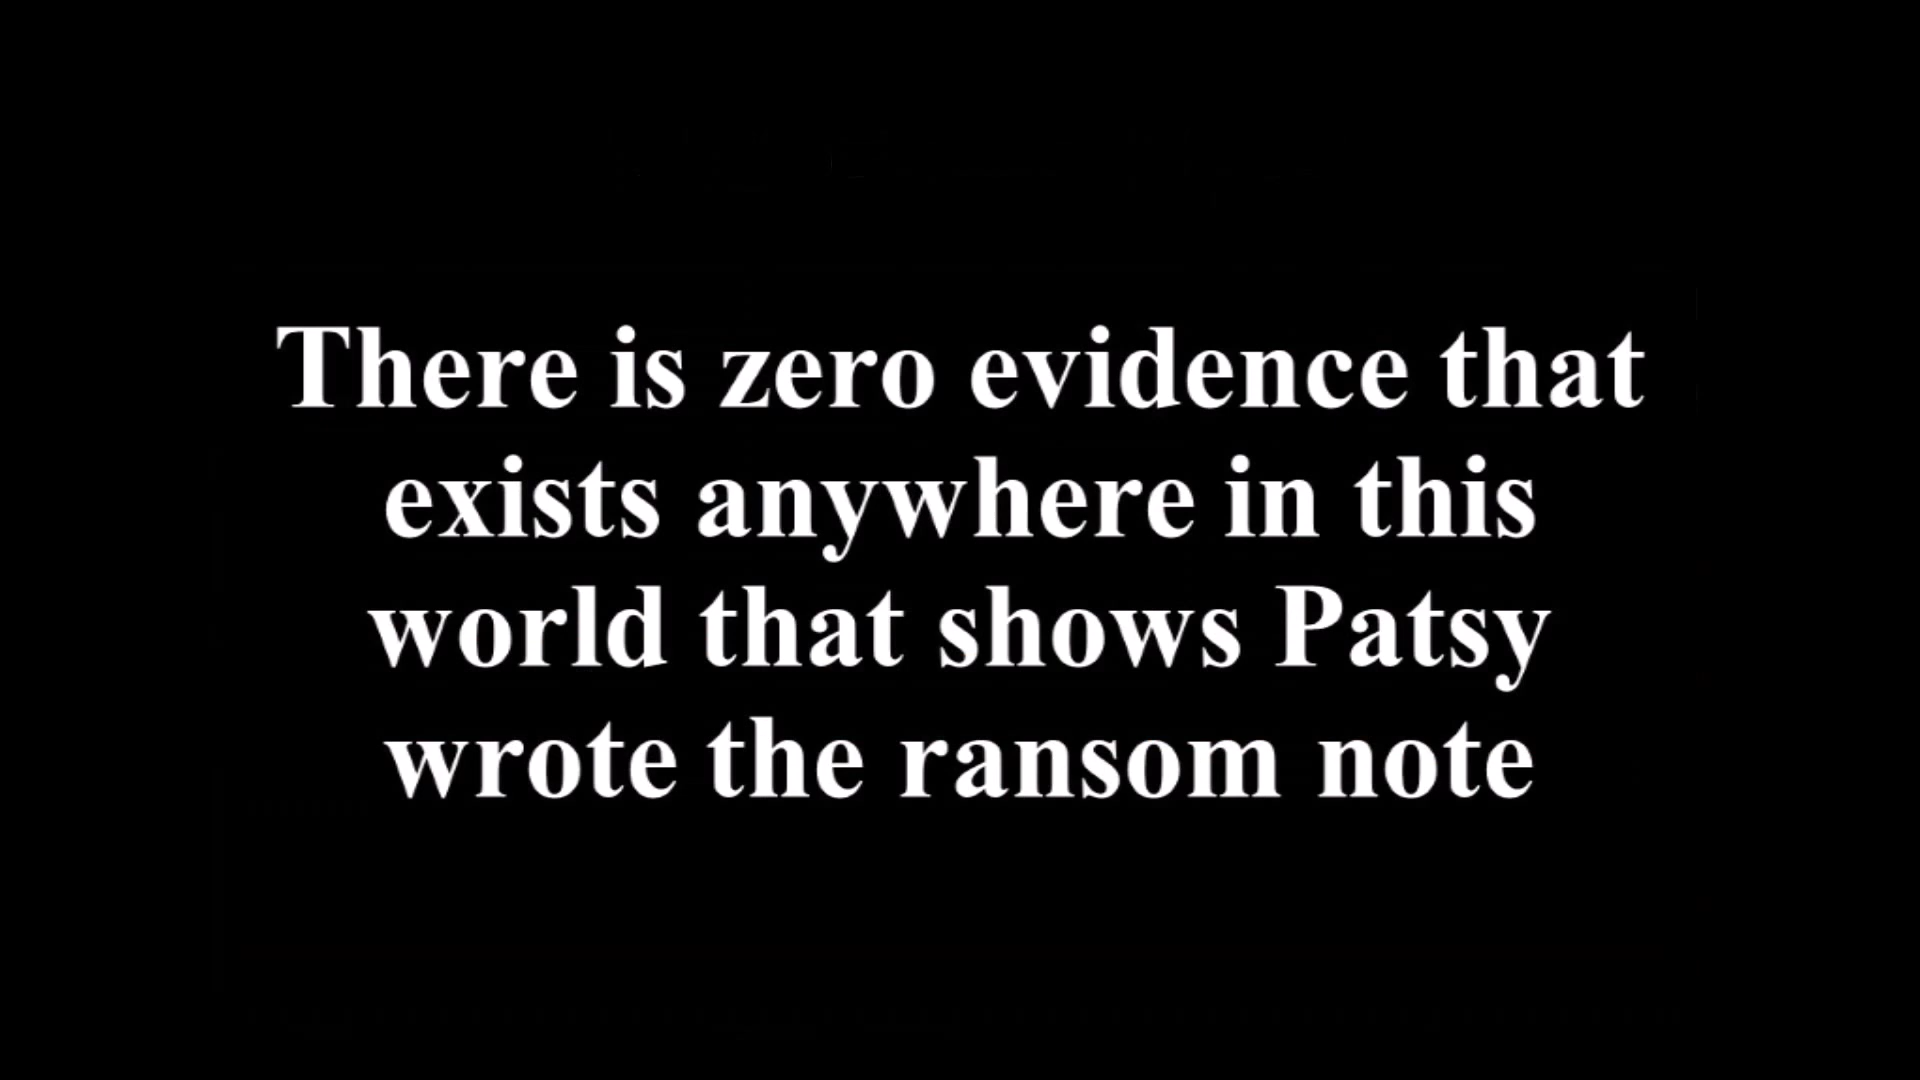 There is zero evidence that
exists anywhere in this
world that shows Patsy
wrote the ransom note